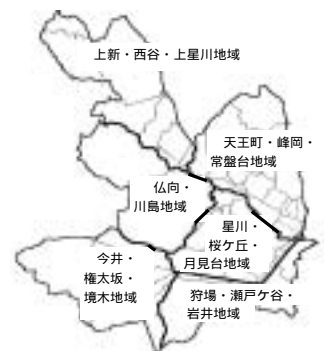 上新・西谷・上星川地域
天王町・峰岡・
常盤台地域
仏向・
川島地域
星川・
桜ケ丘・
月見台地域
今井・
権太坂・
境木地域
狩場・瀬戸ケ谷・
岩井地域